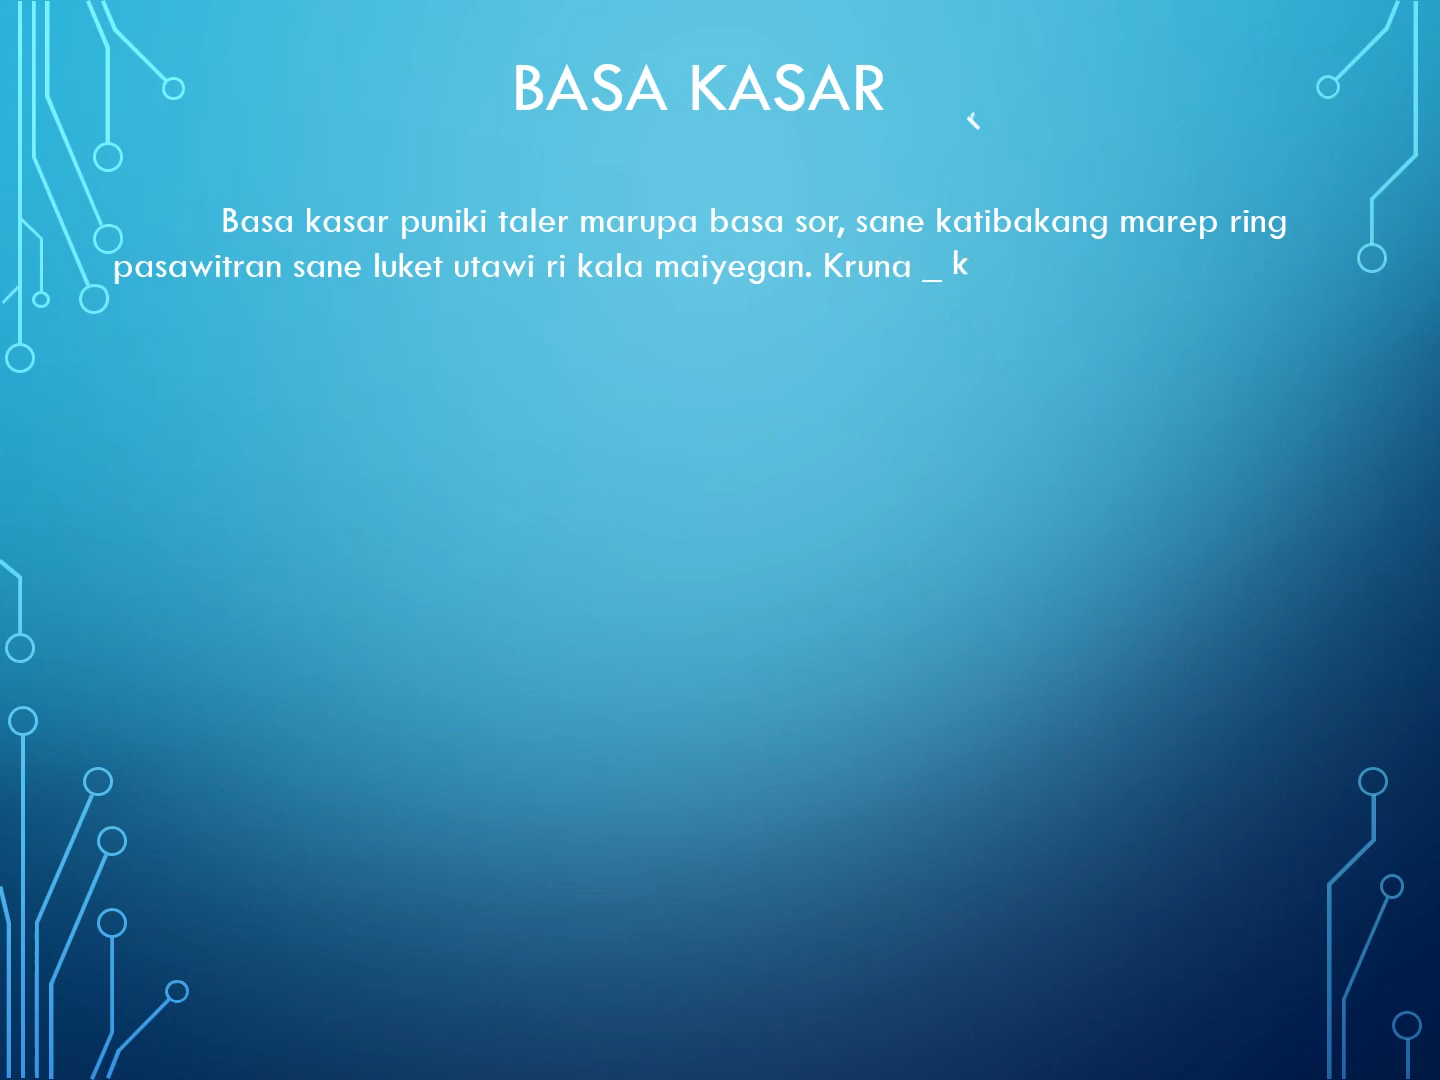 BASA KASAR
Basa kasar puniki taler marupa basa sor, sane katibakang marep ring
pasawitran sane luket utawi ri kala maiyegan. Kruna _ k
r